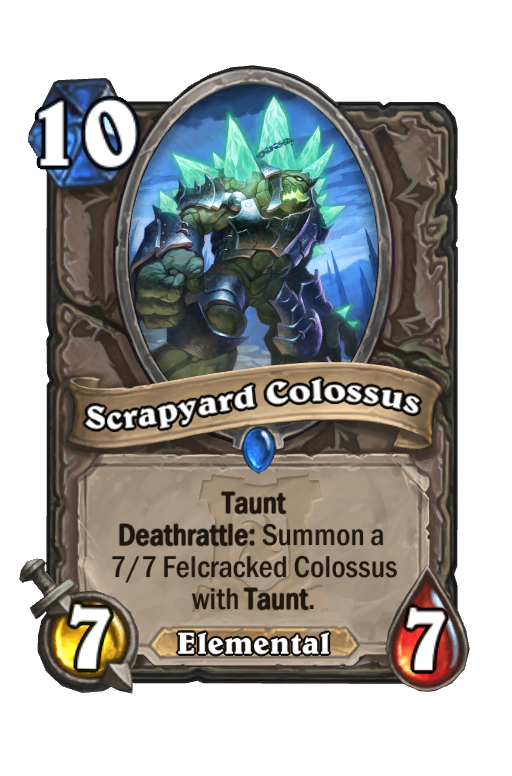 10
Scrapyard Colossus
Taunt
Deathrattle: Summon a
7/7 Felcracked Colossus
with Taunt.
7
Elemental
7